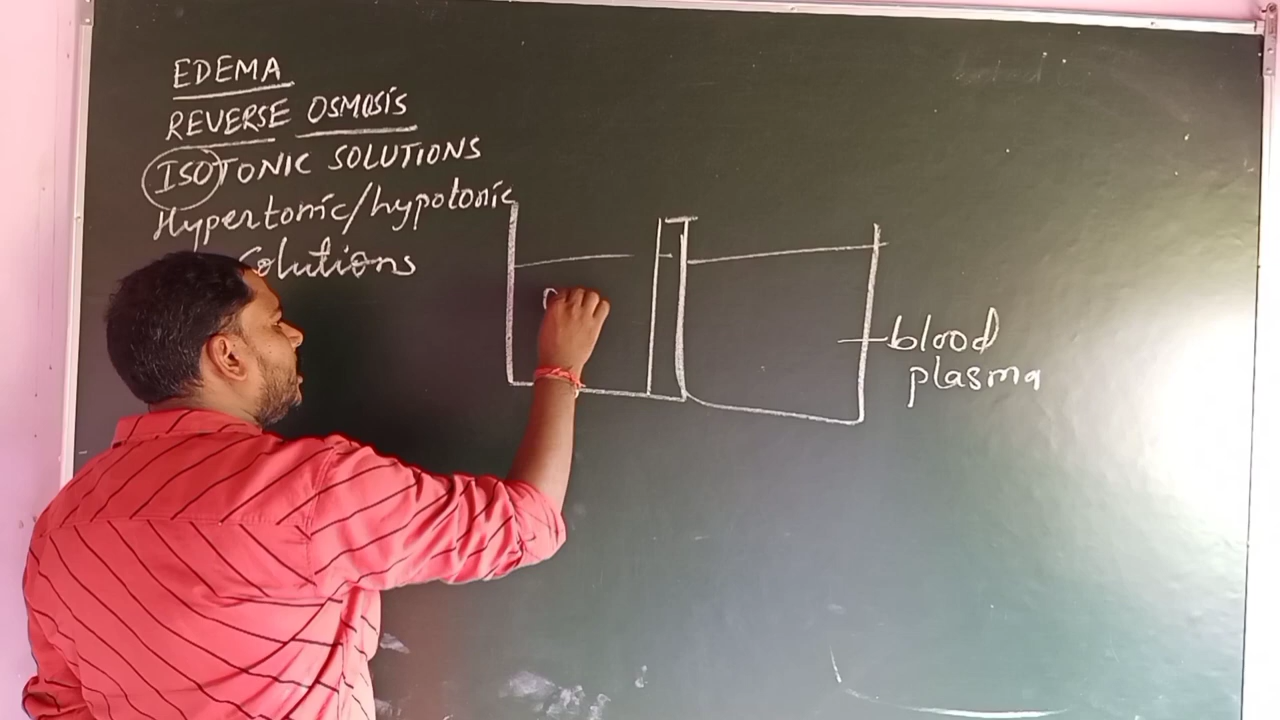 EDEMA
REVERSE OSMOSIS
ISOTONIC SOLUTIONS
Hypertonic/hypotonic
Solutions
blood
plasma